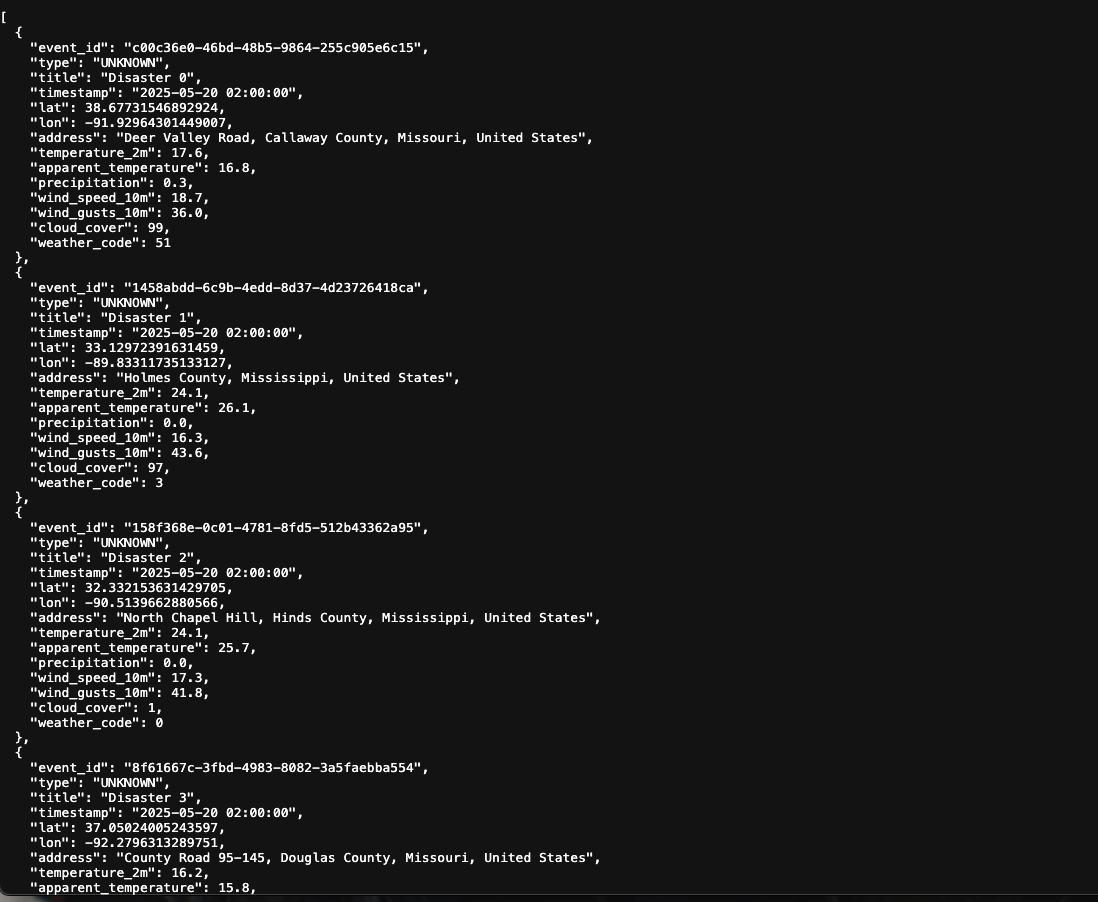 [
  {
    "event_id": "c00c36e0-46bd-48b5-9864-255c905e6c15",
    "type": "UNKNOWN",
    "title": "Disaster 0",
    "timestamp": "2025-05-20 02:00:00",
    "lat": 38.67731546892924,
    "lon": -91.92964301449007,
    "address": "Deer Valley Road, Callaway County, Missouri, United States",
    "temperature_2m": 17.6,
    "apparent_temperature": 16.8,
    "precipitation": 0.3,
    "wind_speed_10m": 18.7,
    "wind_gusts_10m": 36.0,
    "cloud_cover": 99,
    "weather_code": 51
  },
  {
    "event_id": "1458abdd-6c9b-4edd-8d37-4d23726418ca",
    "type": "UNKNOWN",
    "title": "Disaster 1",
    "timestamp": "2025-05-20 02:00:00",
    "lat": 33.12972391631459,
    "lon": -89.83311735133127,
    "address": "Holmes County, Mississippi, United States",
    "temperature_2m": 24.1,
    "apparent_temperature": 26.1,
    "precipitation": 0.0,
    "wind_speed_10m": 16.3,
    "wind_gusts_10m": 43.6,
    "cloud_cover": 97,
    "weather_code": 3
  },
  {
    "event_id": "158f368e-0c01-4781-8fd5-512b43362a95",
    "type": "UNKNOWN",
    "title": "Disaster 2",
    "timestamp": "2025-05-20 02:00:00",
    "lat": 32.332153631429705,
    "lon": -90.5139662880566,
    "address": "North Chapel Hill, Hinds County, Mississippi, United States",
    "temperature_2m": 24.1,
    "apparent_temperature": 25.7,
    "precipitation": 0.0,
    "wind_speed_10m": 17.3,
    "wind_gusts_10m": 41.8,
    "cloud_cover": 1,
    "weather_code": 0
  },
  {
    "event_id": "8f61667c-3fbd-4983-8082-3a5faebba554",
    "type": "UNKNOWN",
    "title": "Disaster 3",
    "timestamp": "2025-05-20 02:00:00",
    "lat": 37.05024005243597,
    "lon": -92.2796313289751,
    "address": "County Road 95-145, Douglas County, Missouri, United States",
    "temperature_2m": 16.2,
    "apparent_temperature": 15.8,